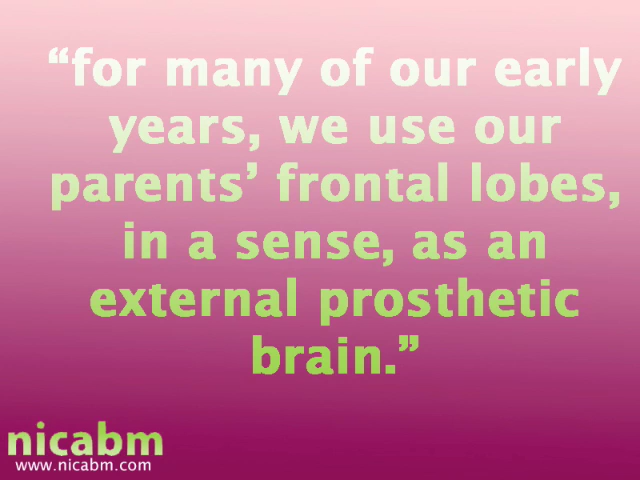 “for many of our early
years, we use our
parents’ frontal lobes,
in a sense, as an
external prosthetic
brain.”
nicabm
www.nicabm.com